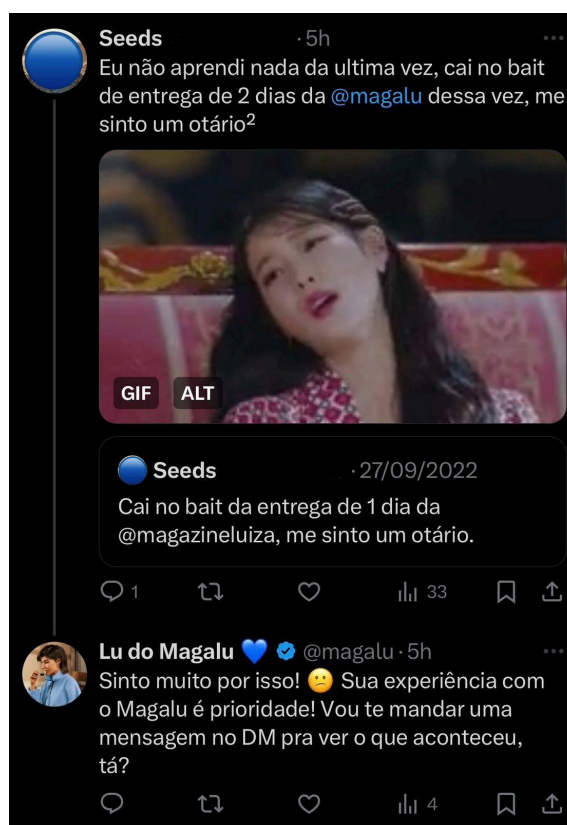 Seeds · 5h
Eu não aprendi nada da ultima vez, cai no bait
de entrega de 2 dias da @magalu dessa vez, me
sinto um otário²
GIF ALT
Seeds · 27/09/2022
Cai no bait da entrega de 1 dia da
@magazineluiza, me sinto um otário.
1 33
Lu do Magalu 💙 @magalu · 5h
Sinto muito por isso! 😕 Sua experiência com
o Magalu é prioridade! Vou te mandar uma
mensagem no DM pra ver o que aconteceu,
tá?
4